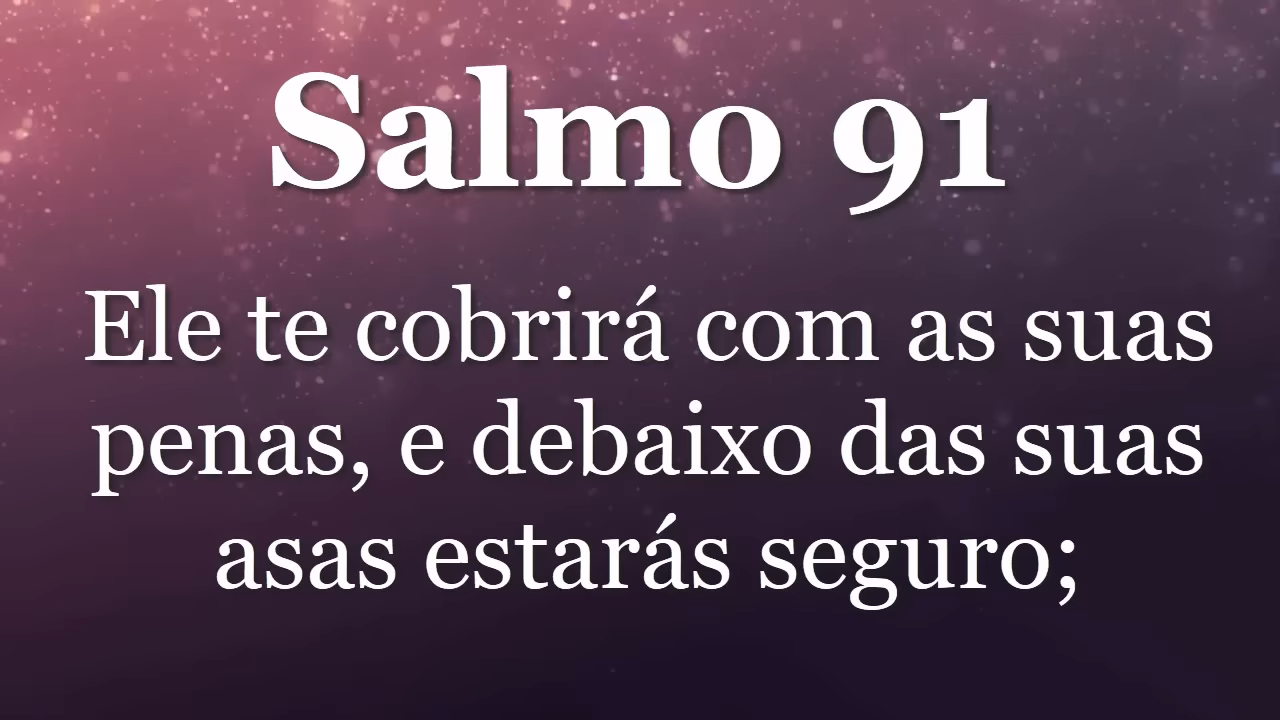 Salmo 91
Ele te cobrirá com as suas
penas, e debaixo das suas
asas estarás seguro;